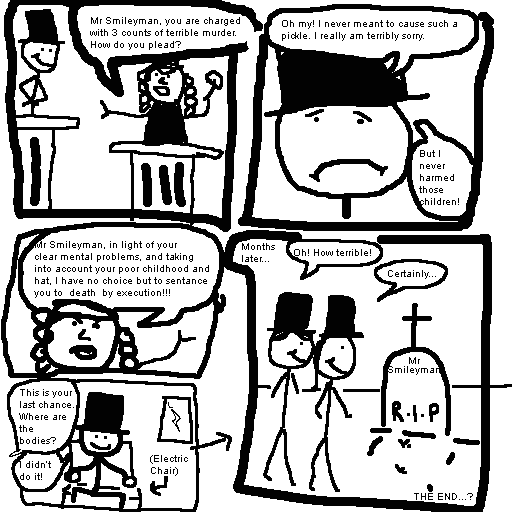 Mr Smileyman, you are charged
with 3 counts of terrible murder.
How do you plead?
Oh my! I never meant to cause such a
pickle. I really am terribly sorry.
But I
never
harmed
those
children!
Mr Smileyman, in light of your
clear mental problems, and taking
into account your poor childhood and
hat, I have no choice but to sentance
you to death by execution!!!
This is your
last chance.
Where are
the
bodies?
I didn't
do it!
(Electric
Chair)
Months
later...
Oh! How terrible!
Certainly...
Mr
Smileyman
R.I.P
THE END...?